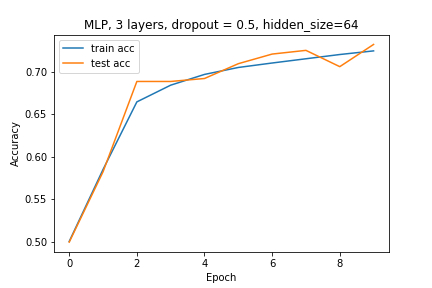 MLP, 3 layers, dropout = 0.5, hidden_size=64
train acc
test acc
0.70
0.65
0.60
0.55
0.50
Accuracy
0 2 4 6 8
Epoch